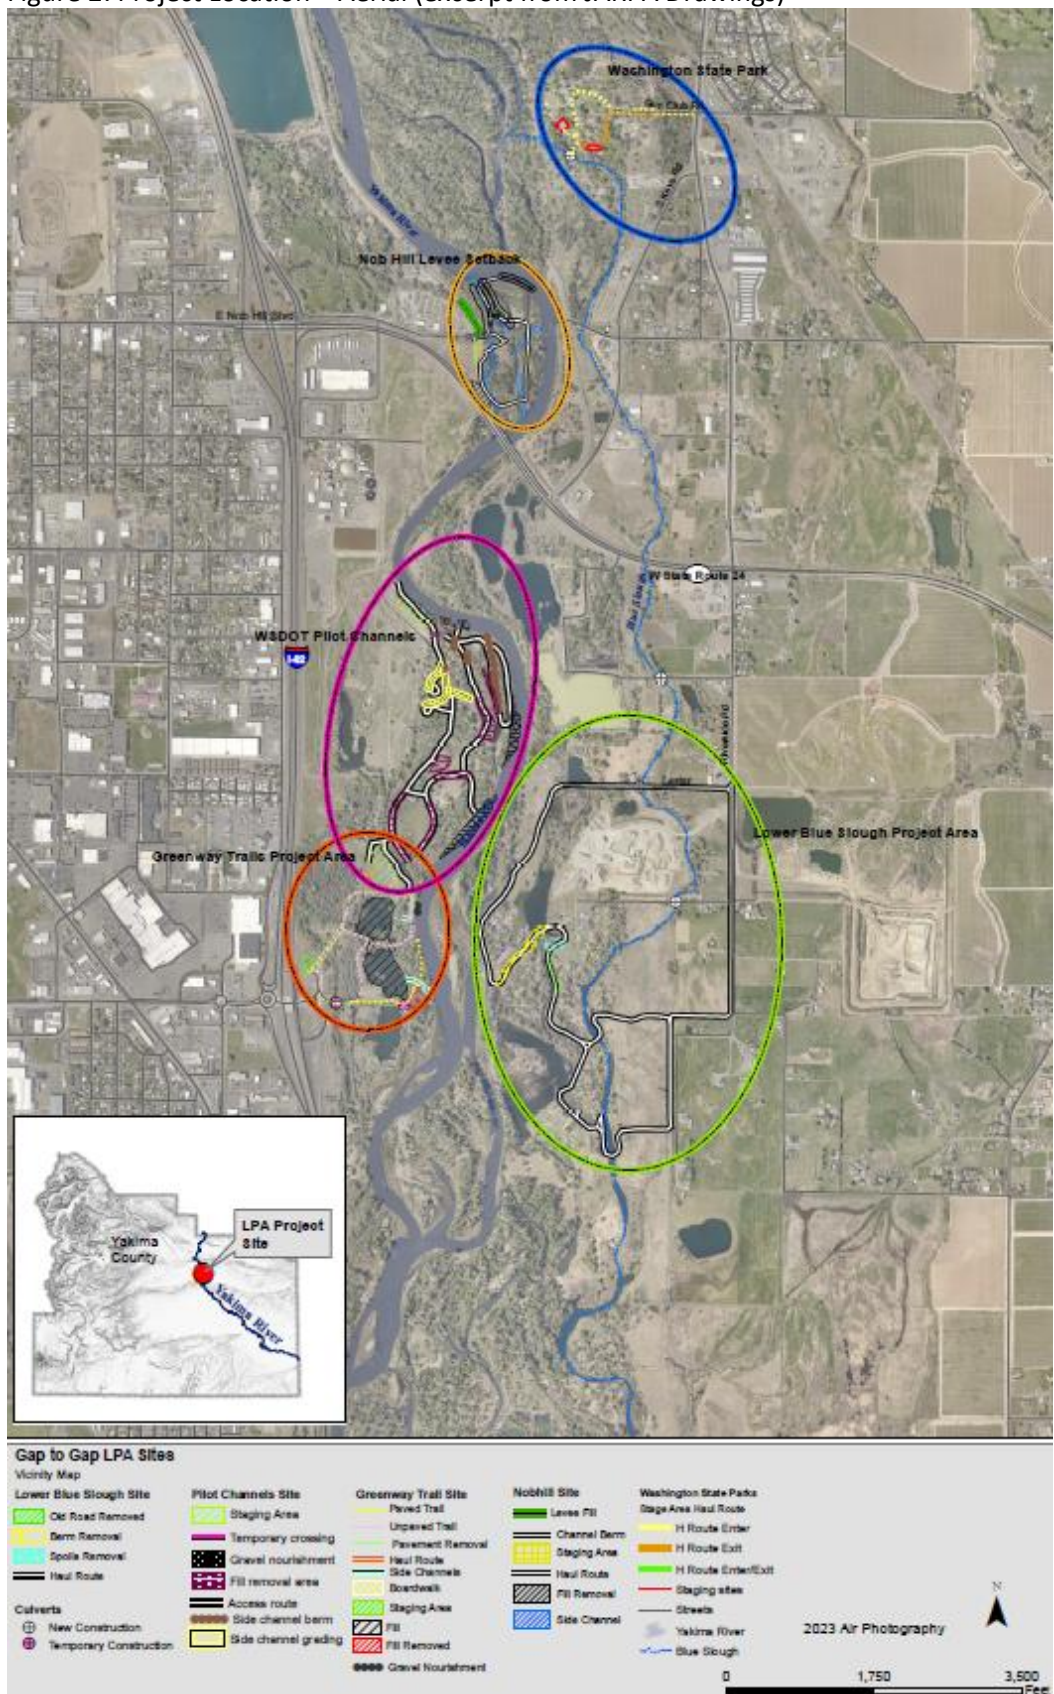 Washington State Park
Yakima River
Nob Hill Levee Setback
E Nob Hill Blvd
W State Route 24
Blue Slough
WSDOT Pilot Channels
I-82
Lower Blue Slough Project Area
Greenway Trails Project Area
Yakima
County
LPA Project
Site
Yakima River
Gap to Gap LPA Sites
Vicinity Map
Lower Blue Slough Site
Old Road Removed
Berm Removal
Spoils Removal
Haul Route
Culverts
New Construction
Temporary Construction
Pilot Channels Site
Staging Area
Temporary crossing
Gravel nourishment
Fill removal area
Access route
Side channel berm
Side channel grading
Greenway Trail Site
Paved Trail
Unpaved Trail
Pavement Removal
Haul Route
Side Channels
Boardwalk
Staging Area
Fill
Fill Removed
Gravel Nourishment
Nobhill Site
Levee Fill
Channel Berm
Staging Area
Haul Route
Fill Removal
Side Channel
Washington State Parks
Stage Area Haul Route
H Route Enter
H Route Exit
H Route Enter/Exit
Staging sites
Streets
Yakima River
Blue Slough
N
2023 Air Photography
0 1,750 3,500
Feet